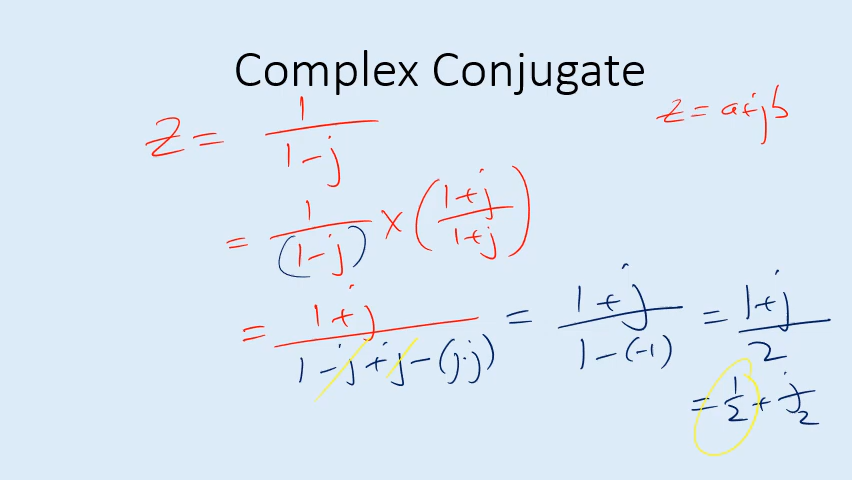 Complex Conjugate
z = a+jb
z = 1/(1-j)
= 1/(1-j) × ((1+j)/(1+j))
= (1+j)/(1-j+j-(j·j)) = (1+j)/(1-(-1)) = (1+j)/2
= 1/2 + j/2